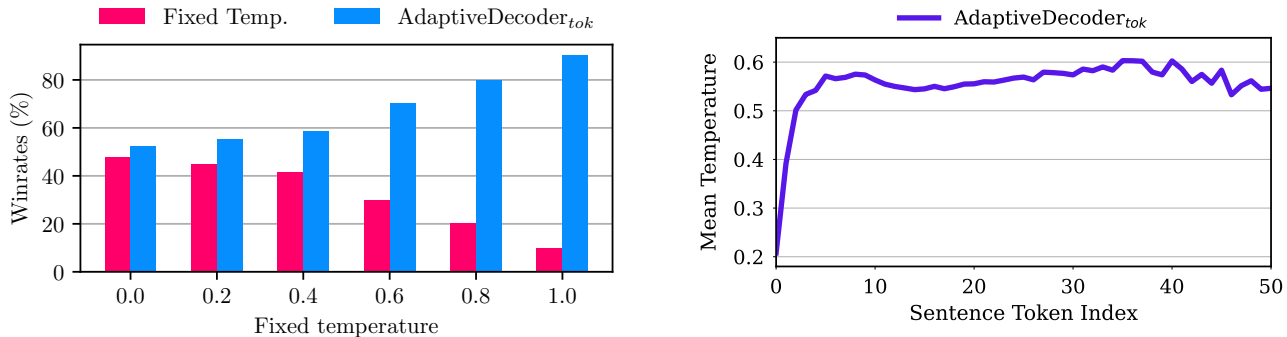 Fixed Temp.
AdaptiveDecoder_tok
Winrates (%)
80
60
40
20
0
0.0 0.2 0.4 0.6 0.8 1.0
Fixed temperature
AdaptiveDecoder_tok
Mean Temperature
0.6
0.5
0.4
0.3
0.2
0 10 20 30 40 50
Sentence Token Index